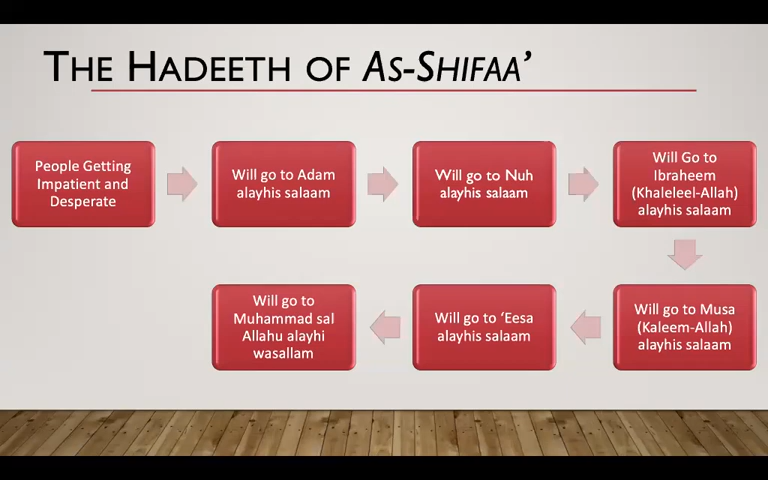 The Hadeeth of As-Shifaa’
People Getting
Impatient and
Desperate
Will go to Adam
alayhis salaam
Will go to Nuh
alayhis salaam
Will Go to
Ibraheem
(Khaleleel-Allah)
alayhis salaam
Will go to Musa
(Kaleem-Allah)
alayhis salaam
Will go to ‘Eesa
alayhis salaam
Will go to
Muhammad sal
Allahu alayhi
wasallam